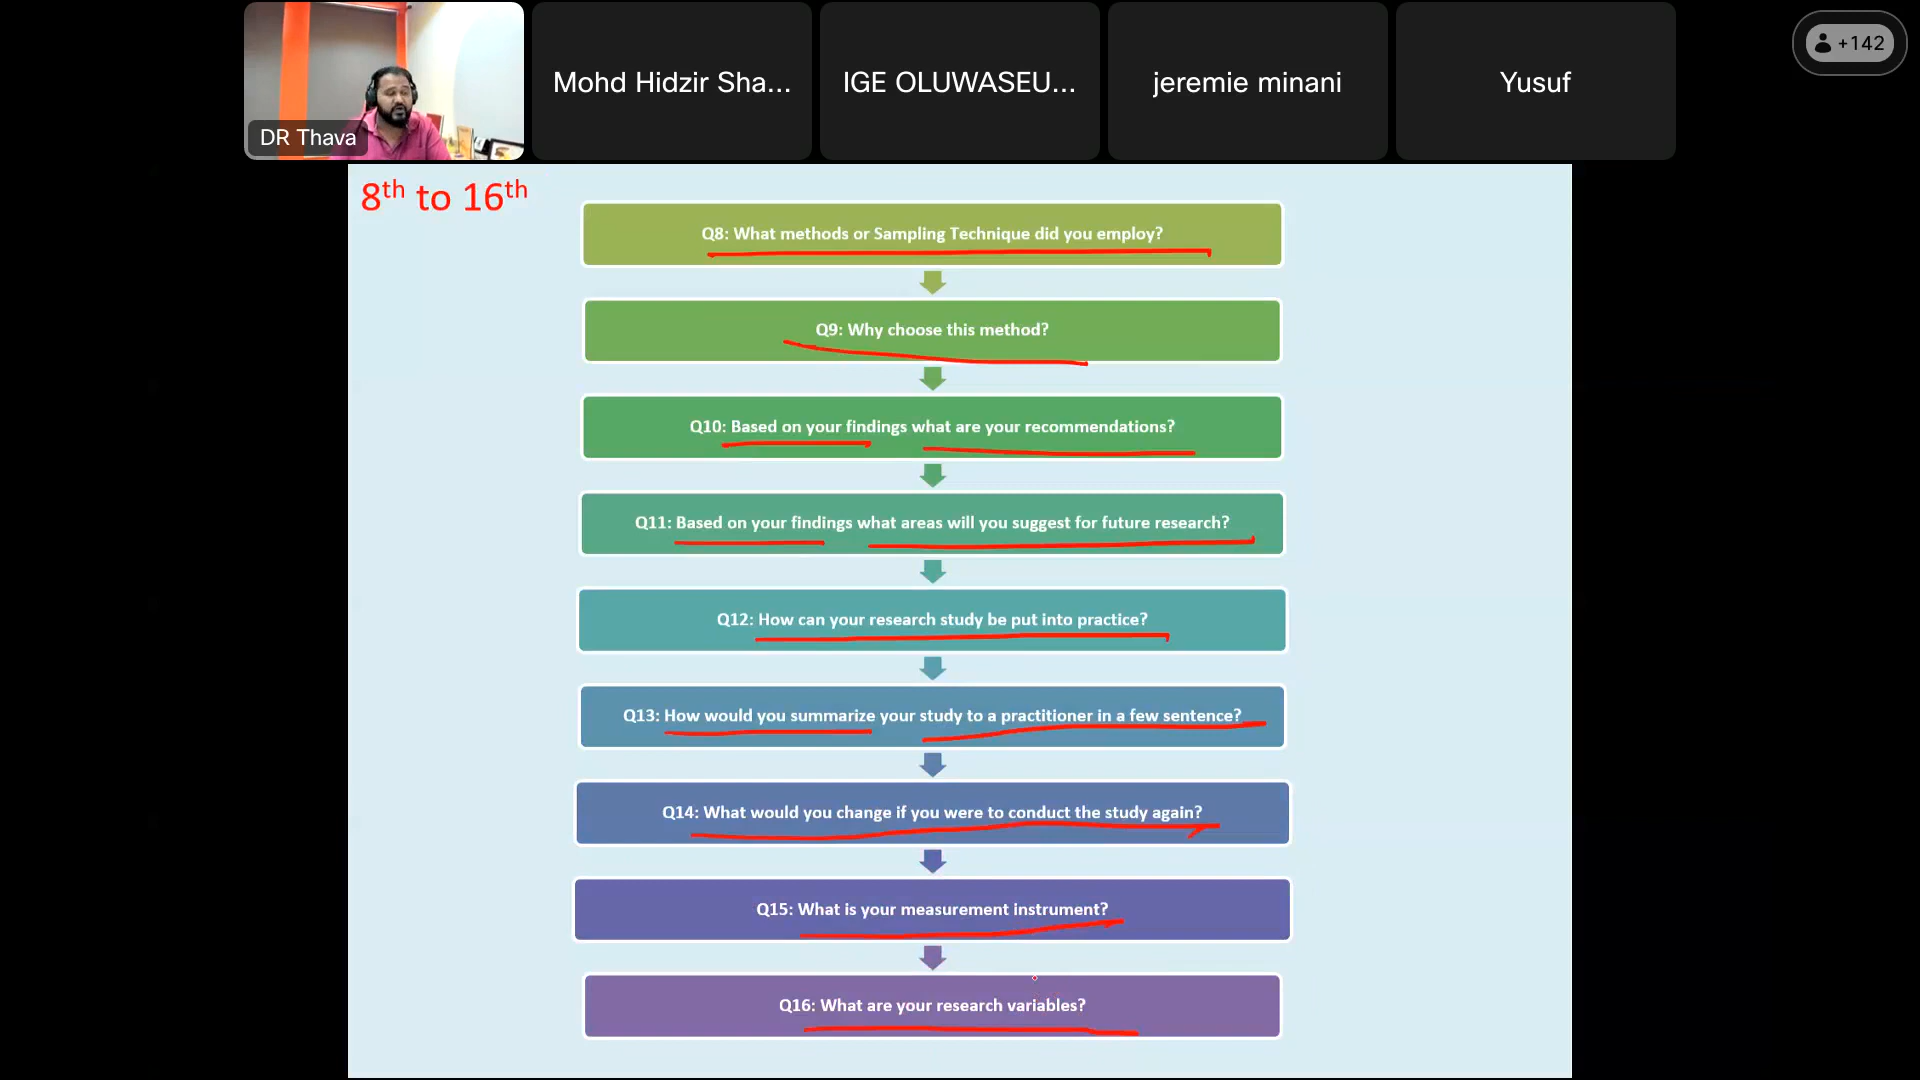 DR Thava
Mohd Hidzir Sha...
IGE OLUWASEU...
jeremie minani
Yusuf
+142
8th to 16th
Q8: What methods or Sampling Technique did you employ?
Q9: Why choose this method?
Q10: Based on your findings what are your recommendations?
Q11: Based on your findings what areas will you suggest for future research?
Q12: How can your research study be put into practice?
Q13: How would you summarize your study to a practitioner in a few sentence?
Q14: What would you change if you were to conduct the study again?
Q15: What is your measurement instrument?
Q16: What are your research variables?